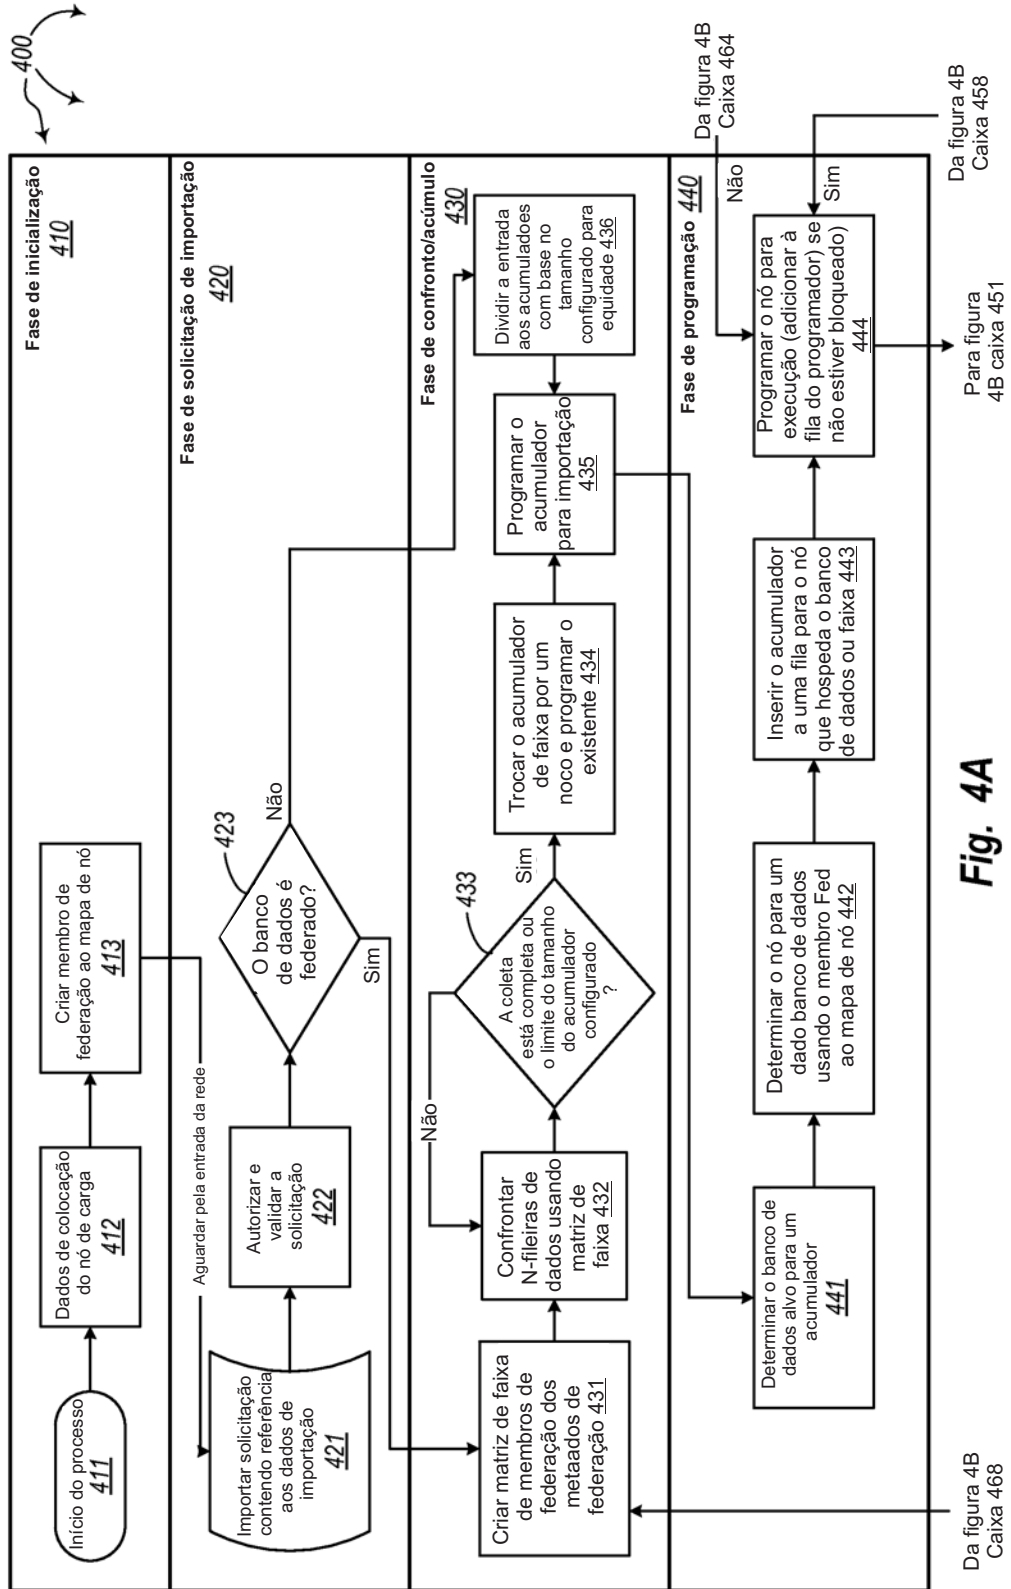 400
Fase de inicialização
410
Início do processo
411
Dados de colocação
do nó de carga
412
Criar membro de
federação ao mapa de nó
413
Aguardar pela entrada da rede
Fase de solicitação de importação
420
Importar solicitação
contendo referência
aos dados de
importação
421
Autorizar e
validar a
solicitação
422
O banco
de dados é
federado?
423
Não
Sim
Fase de confronto/acúmulo
430
Criar matriz de faixa
de membros de
federação dos
metaados de
federação 431
Confrontar
N-fileiras de
dados usando
matriz de
faixa 432
Não
A coleta
está completa ou
o limite do tamanho
do acumulador
configurado
?
433
Sim
Trocar o acumulador
de faixa por um
noco e programar o
existente 434
Programar o
acumulador
para importação
435
Dividir a entrada
aos acumuladoes
com base no
tamanho
configurado para
equidade 436
Fase de programação 440
Determinar o banco de
dados alvo para um
acumulador
441
Determinar o nó para um
dado banco de dados
usando o membro Fed
ao mapa de nó 442
Inserir o acumulador
a uma fila para o nó
que hospeda o banco
de dados ou faixa 443
Programar o nó para
execução (adicionar à
fila do programador) se
não estiver bloqueado)
444
Não
Sim
Da figura 4B
Caixa 464
Da figura 4B
Caixa 458
Para figura
4B caixa 451
Da figura 4B
Caixa 468
Fig. 4A